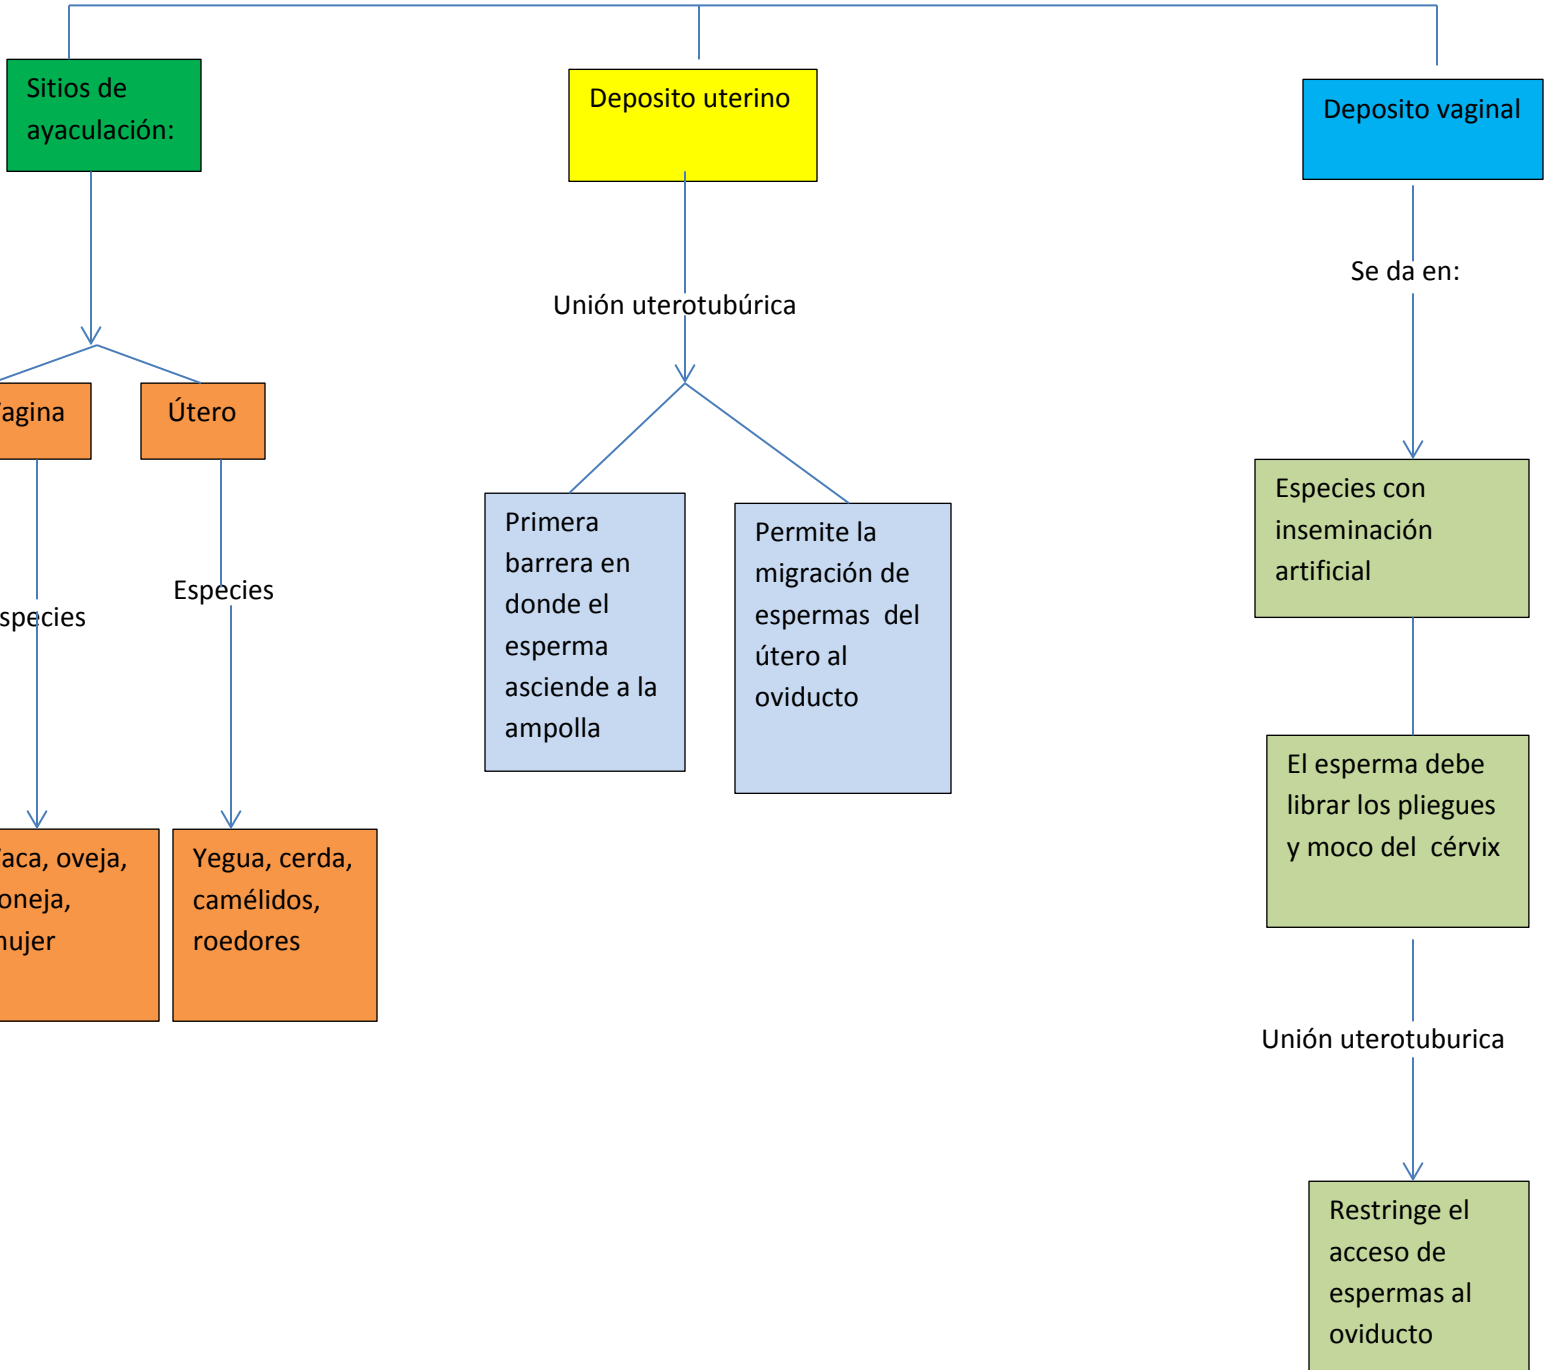 Sitios de
ayaculación:
Deposito uterino
Deposito vaginal
Se da en:
Unión uterotubúrica
agina
Útero
Especies con
inseminación
artificial
Primera
barrera en
donde el
esperma
asciende a la
ampolla
Permite la
migración de
espermas del
útero al
oviducto
species
Especies
El esperma debe
librar los pliegues
y moco del cérvix
aca, oveja,
oneja,
ujer
Yegua, cerda,
camélidos,
roedores
Unión uterotuburica
Restringe el
acceso de
espermas al
oviducto